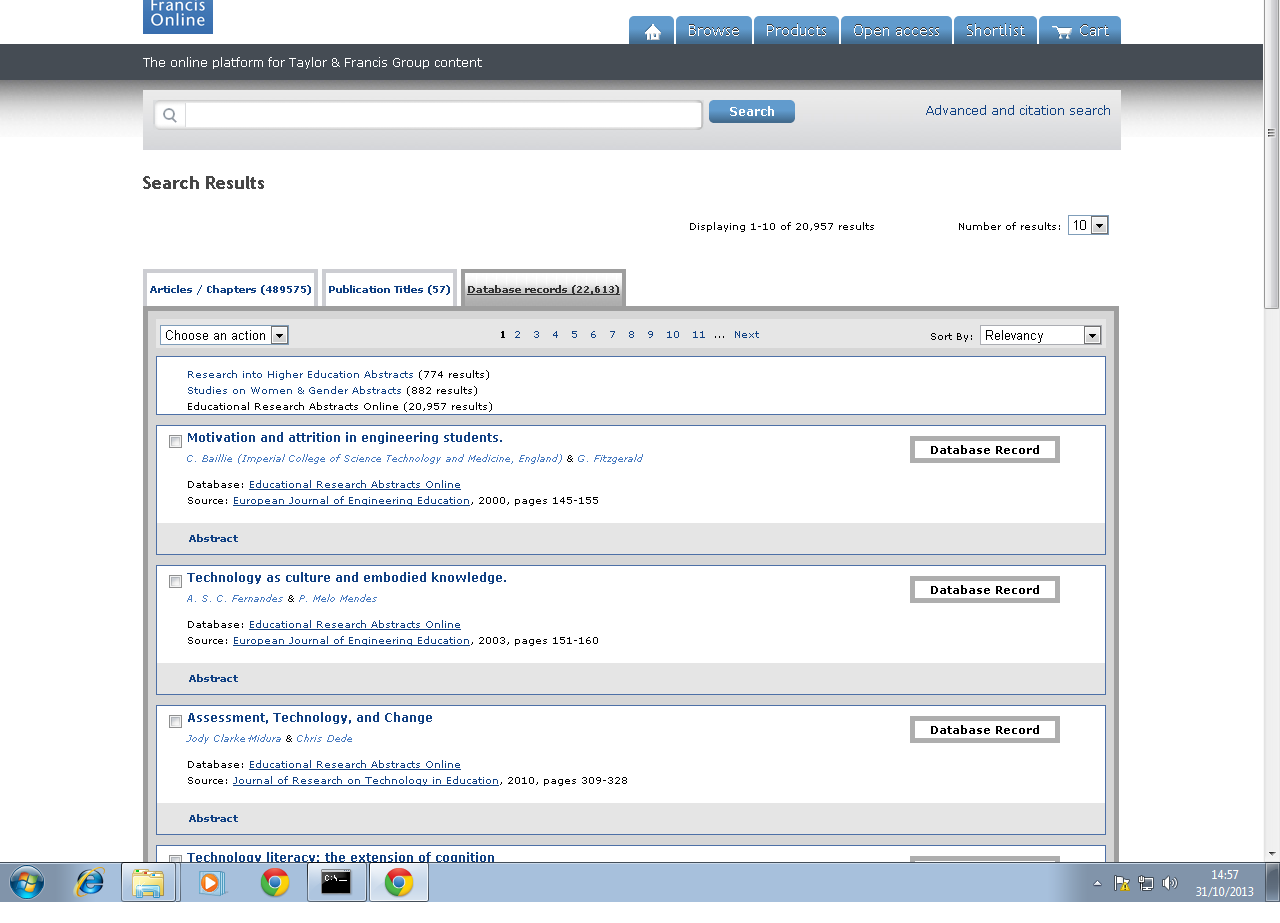 Francis
Online
Browse
Products
Open access
Shortlist
Cart
The online platform for Taylor & Francis Group content
Search
Advanced and citation search
Search Results
Displaying 1-10 of 20,957 results
Number of results: 10
Articles / Chapters (489575)
Publication Titles (57)
Database records (22,613)
Choose an action
1 2 3 4 5 6 7 8 9 10 11 ... Next
Sort By: Relevancy
Research into Higher Education Abstracts (774 results)
Studies on Women & Gender Abstracts (882 results)
Educational Research Abstracts Online (20,957 results)
Motivation and attrition in engineering students.
Database Record
C. Baillie (Imperial College of Science Technology and Medicine, England) & G. Fitzgerald
Database: Educational Research Abstracts Online
Source: European Journal of Engineering Education, 2000, pages 145-155
Abstract
Technology as culture and embodied knowledge.
Database Record
A. S. C. Fernandes & P. Melo Mendes
Database: Educational Research Abstracts Online
Source: European Journal of Engineering Education, 2003, pages 151-160
Abstract
Assessment, Technology, and Change
Database Record
Jody Clarke-Midura & Chris Dede
Database: Educational Research Abstracts Online
Source: Journal of Research on Technology in Education, 2010, pages 309-328
Abstract
Technology literacy: the extension of cognition
C:\_
14:57
31/10/2013